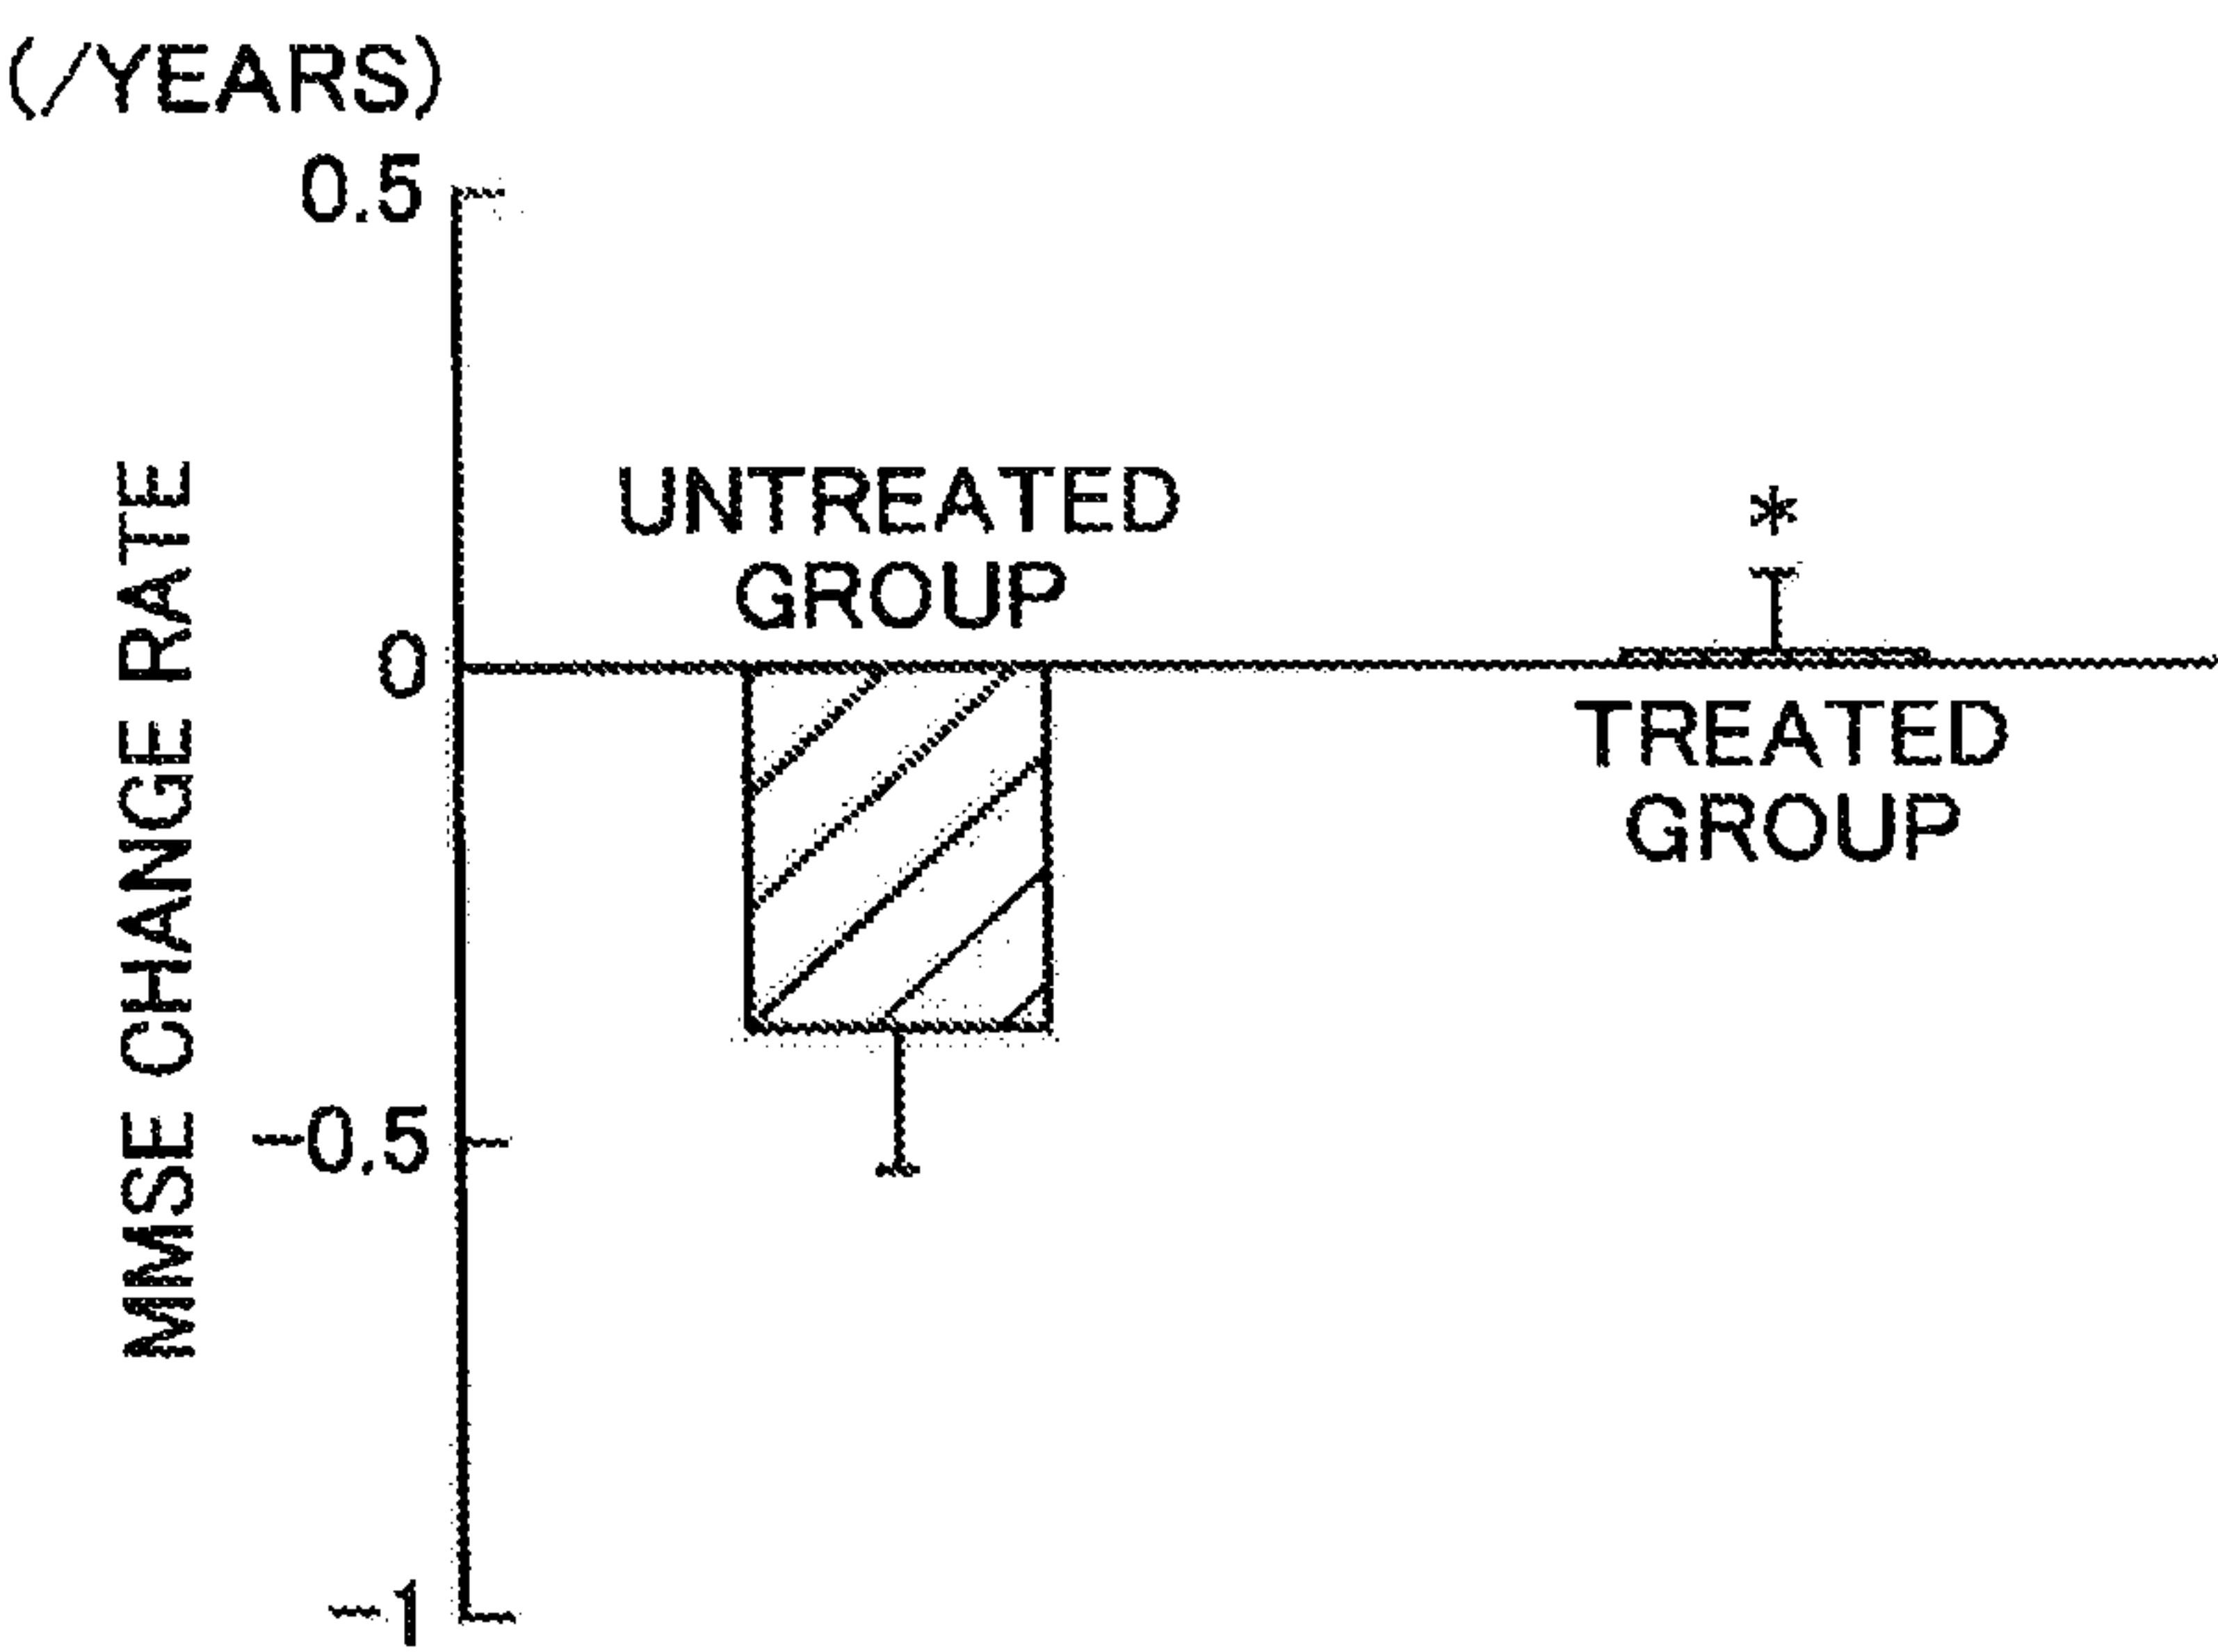 (/YEARS)
0.5
UNTREATED
GROUP
*
0
TREATED
GROUP
MMSE CHANGE RATE
−0.5
−1